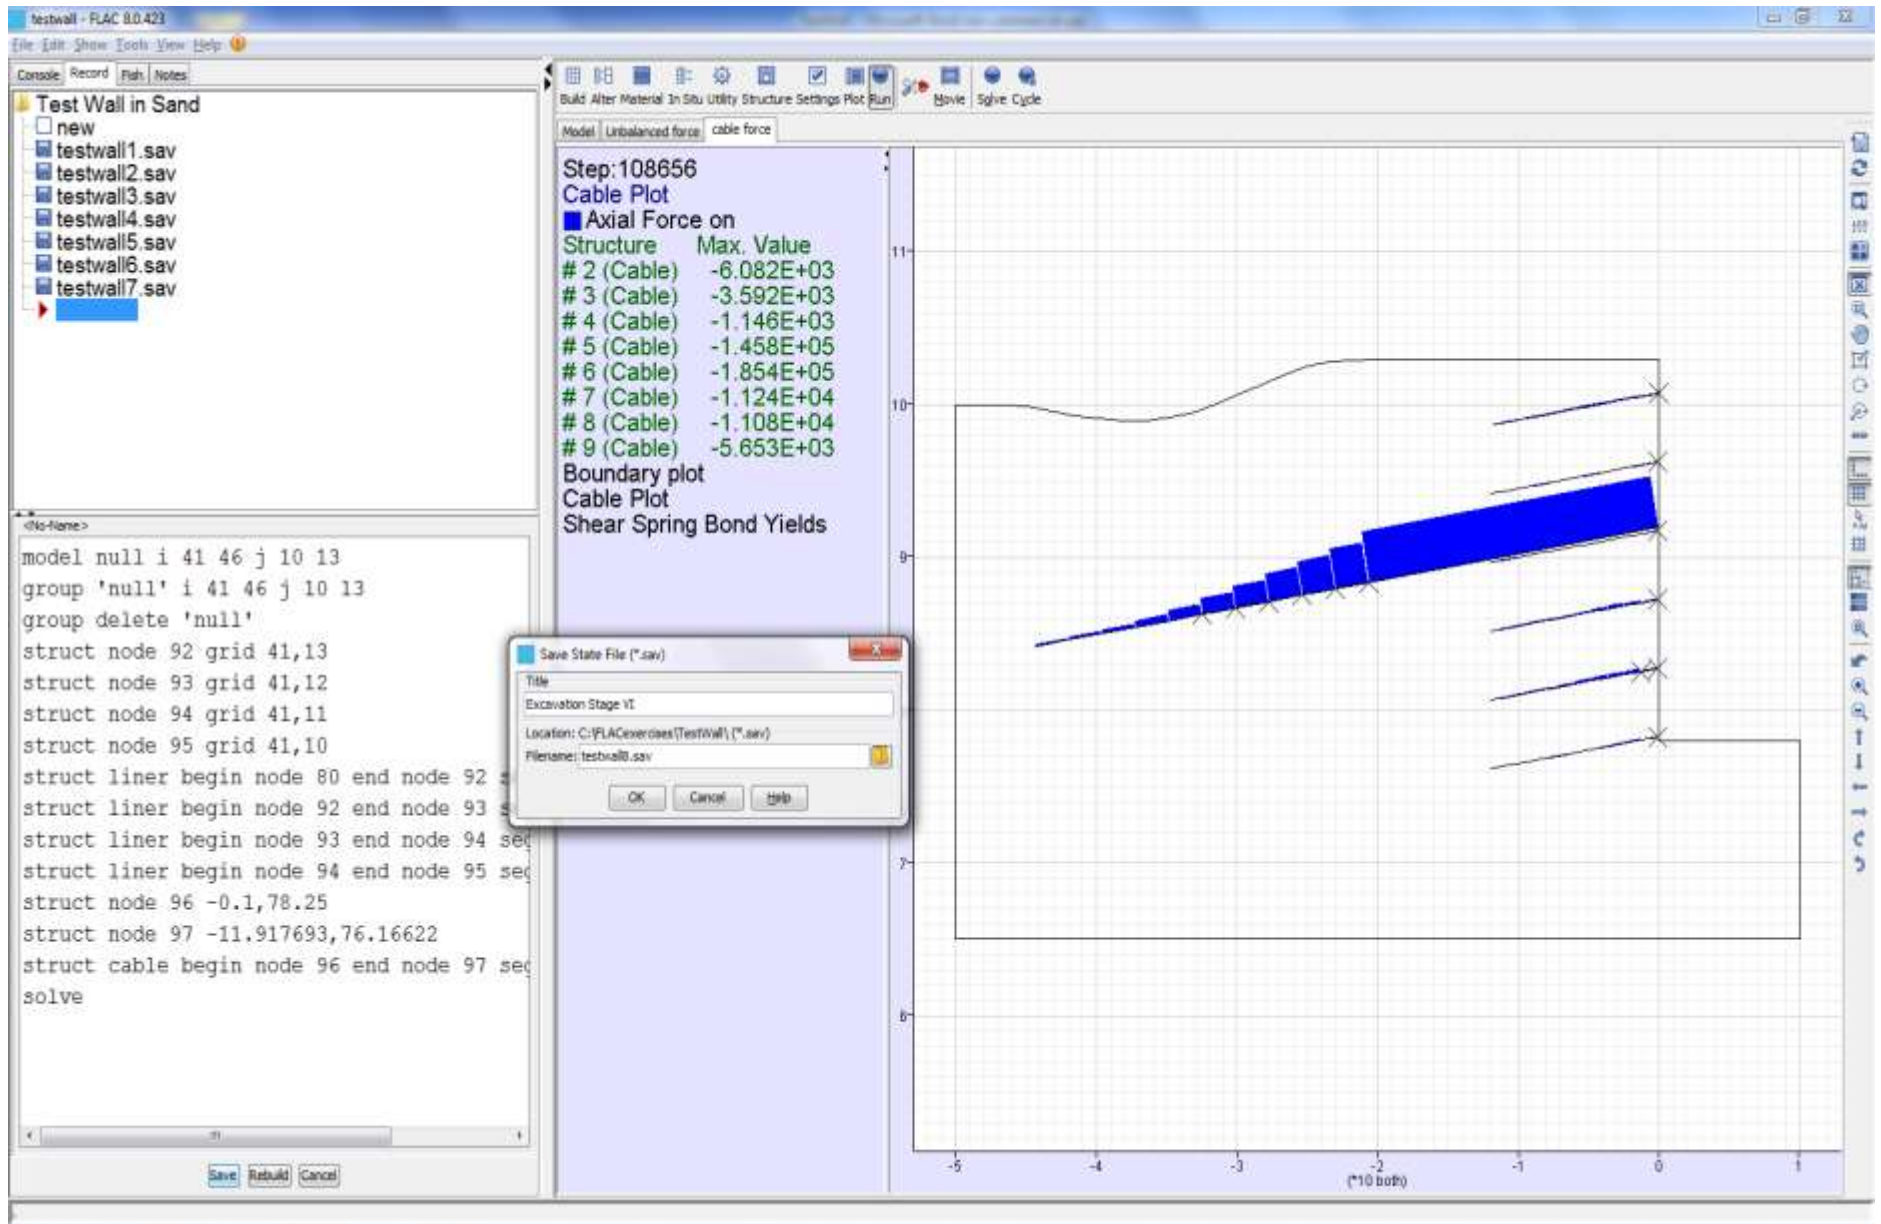 testwall - FLAC 8.0.423
File Edit Show Tools View Help
Console Record Fish Notes
Test Wall in Sand
new
testwall1.sav
testwall2.sav
testwall3.sav
testwall4.sav
testwall5.sav
testwall6.sav
testwall7.sav
<No-Name>
model null i 41 46 j 10 13
group 'null' i 41 46 j 10 13
group delete 'null'
struct node 92 grid 41,13
struct node 93 grid 41,12
struct node 94 grid 41,11
struct node 95 grid 41,10
struct liner begin node 80 end node 92 s
struct liner begin node 92 end node 93 s
struct liner begin node 93 end node 94 seg
struct liner begin node 94 end node 95 seg
struct node 96 -0.1,78.25
struct node 97 -11.917693,76.16622
struct cable begin node 96 end node 97 seg
solve
Save Rebuild Cancel
Build Alter Material In Situ Utility Structure Settings Plot Run Movie Solve Cycle
Model Unbalanced force cable force
Step:108656
Cable Plot
Axial Force on
Structure Max. Value
# 2 (Cable) -6.082E+03
# 3 (Cable) -3.592E+03
# 4 (Cable) -1.146E+03
# 5 (Cable) -1.458E+05
# 6 (Cable) -1.854E+05
# 7 (Cable) -1.124E+04
# 8 (Cable) -1.108E+04
# 9 (Cable) -5.653E+03
Boundary plot
Cable Plot
Shear Spring Bond Yields
Save State File (*.sav)
Title
Excavation Stage VI
Location: C:\FLACexercises\TestWall\ (*.sav)
Filename: testwall8.sav
OK Cancel Help
11
10
9
7
6
-5 -4 -3 -2 -1 0 1
(*10 both)